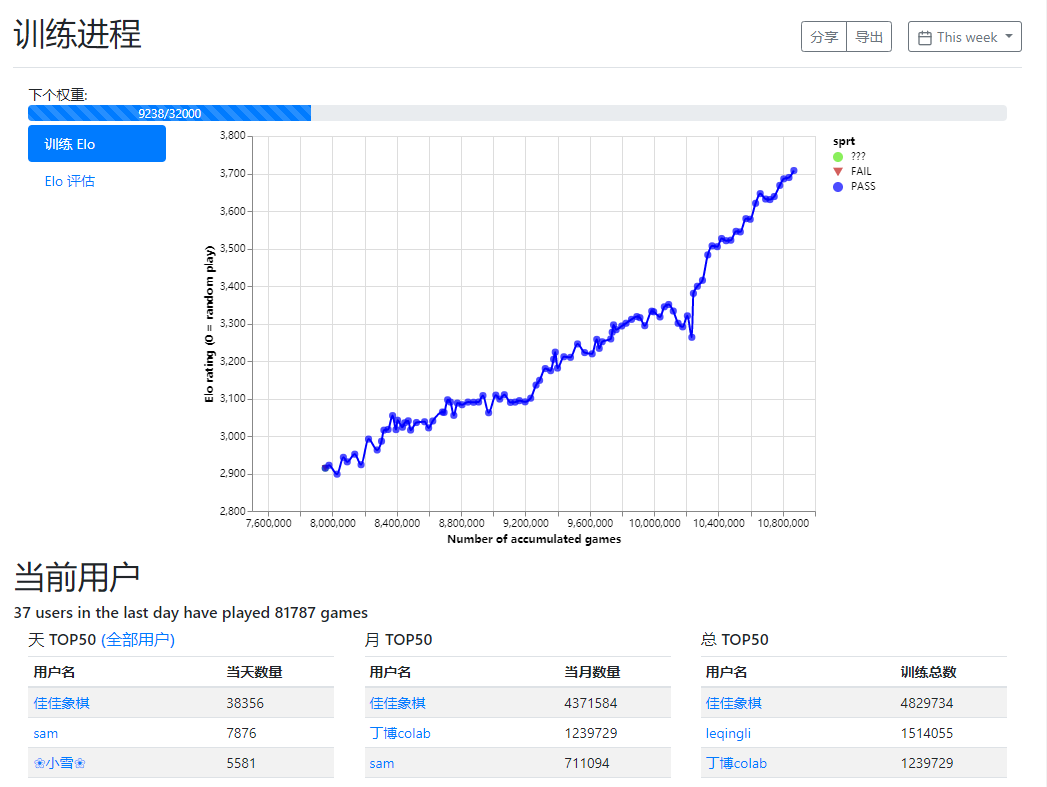 训练进程
分享 导出 This week
下个权重:
9238/32000
训练 Elo
Elo 评估
3,800
3,700
3,600
3,500
3,400
3,300
3,200
3,100
3,000
2,900
2,800
Elo rating (0 = random play)
7,600,000 8,000,000 8,400,000 8,800,000 9,200,000 9,600,000 10,000,000 10,400,000 10,800,000
Number of accumulated games
sprt
???
FAIL
PASS
当前用户
37 users in the last day have played 81787 games
天 TOP50 (全部用户)
用户名 当天数量
佳佳象棋 38356
sam 7876
❀小雪❀ 5581
月 TOP50
用户名 当月数量
佳佳象棋 4371584
丁博colab 1239729
sam 711094
总 TOP50
用户名 训练总数
佳佳象棋 4829734
leqingli 1514055
丁博colab 1239729